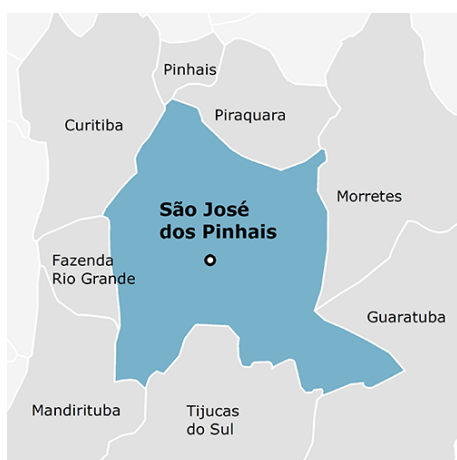 Pinhais
Piraquara
Curitiba
Morretes
São José
dos Pinhais
Fazenda
Rio Grande
Guaratuba
Mandirituba
Tijucas
do Sul